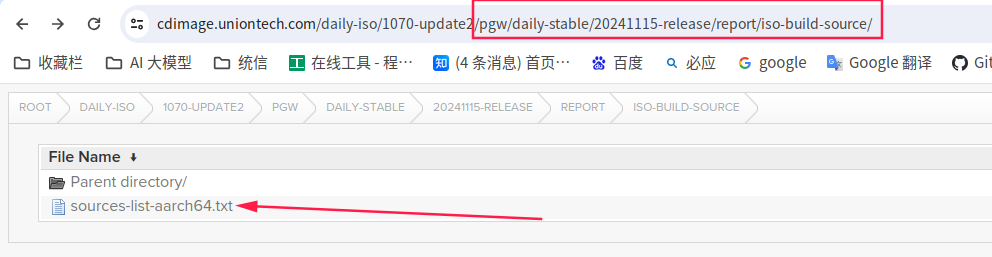 cdimage.uniontech.com/daily-iso/1070-update2/pgw/daily-stable/20241115-release/report/iso-build-source/
收藏栏 AI 大模型 统信 在线工具 - 程… 知 (4 条消息) 首页… 百度 必应 google Google 翻译 Git
ROOT DAILY-ISO 1070-UPDATE2 PGW DAILY-STABLE 20241115-RELEASE REPORT ISO-BUILD-SOURCE
File Name ↓
Parent directory/
sources-list-aarch64.txt